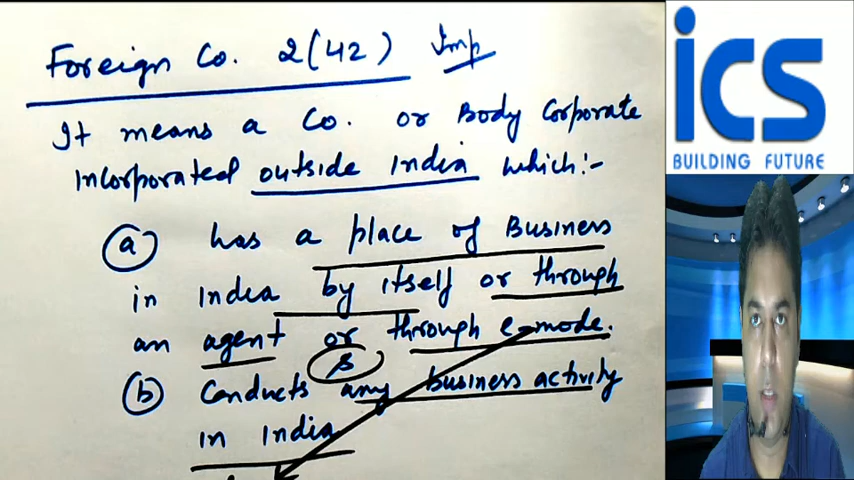 Foreign Co. 2(42) Imp
It means a Co. or Body Corporate
Incorporated outside India which:-
(a) has a place of Business
in India by itself or through
an agent or through e-mode.
&
(b) Conducts any business activity
in India
ics
BUILDING FUTURE